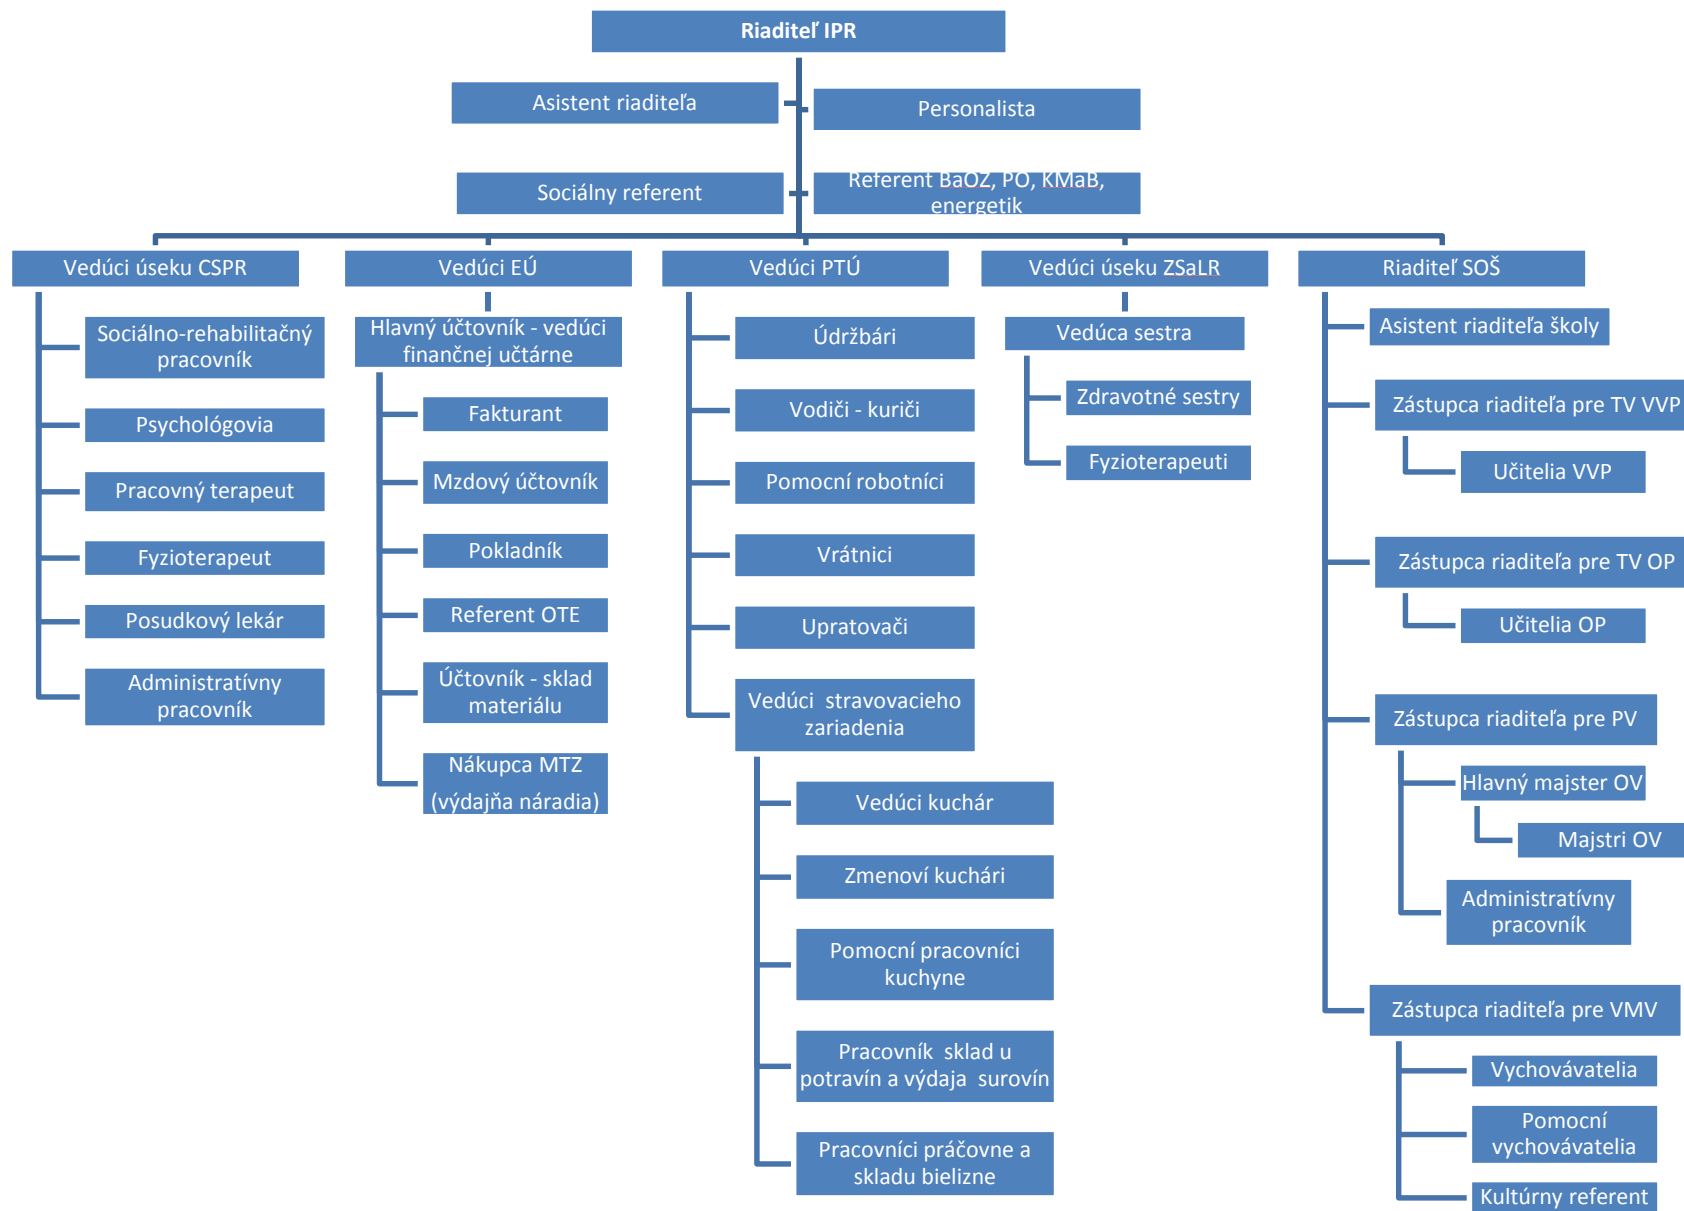 Riaditeľ IPR
Asistent riaditeľa
Personalista
Sociálny referent
Referent BaOZ, PO, KMaB,
energetik
Vedúci úseku CSPR
Sociálno-rehabilitačný
pracovník
Psychológovia
Pracovný terapeut
Fyzioterapeut
Posudkový lekár
Administratívny
pracovník
Vedúci EÚ
Hlavný účtovník - vedúci
finančnej učtárne
Fakturant
Mzdový účtovník
Pokladník
Referent OTE
Účtovník - sklad
materiálu
Nákupca MTZ
(výdajňa náradia)
Vedúci PTÚ
Údržbári
Vodiči - kuriči
Pomocní robotníci
Vrátnici
Upratovači
Vedúci stravovacieho
zariadenia
Vedúci kuchár
Zmenoví kuchári
Pomocní pracovníci
kuchyne
Pracovník sklad u
potravín a výdaja surovín
Pracovníci práčovne a
skladu bielizne
Vedúci úseku ZSaLR
Vedúca sestra
Zdravotné sestry
Fyzioterapeuti
Riaditeľ SOŠ
Asistent riaditeľa školy
Zástupca riaditeľa pre TV VVP
Učitelia VVP
Zástupca riaditeľa pre TV OP
Učitelia OP
Zástupca riaditeľa pre PV
Hlavný majster OV
Majstri OV
Administratívny
pracovník
Zástupca riaditeľa pre VMV
Vychovávatelia
Pomocní
vychovávatelia
Kultúrny referent